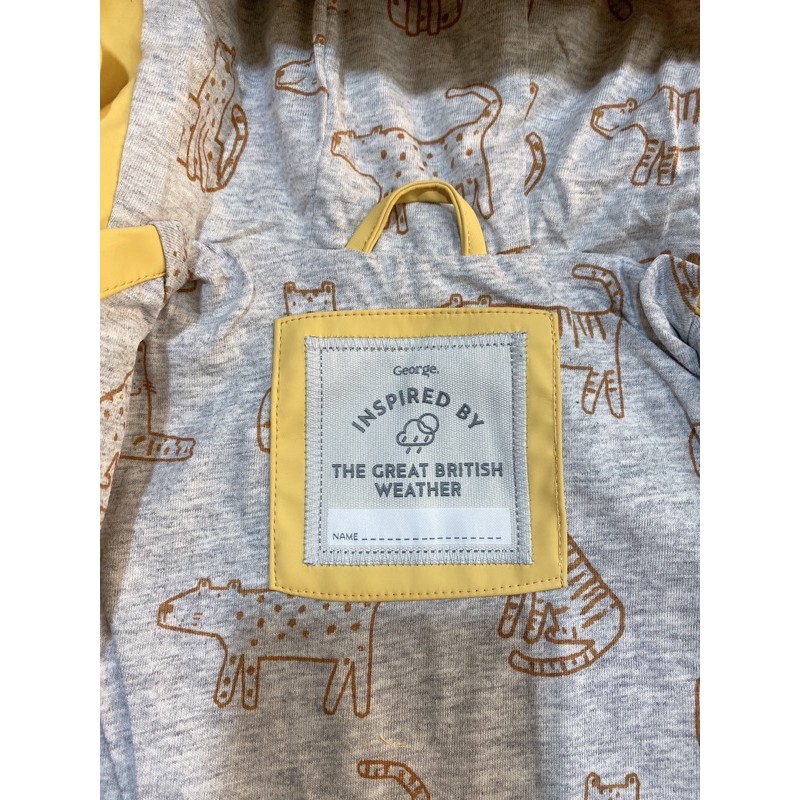 George.
INSPIRED BY
THE GREAT BRITISH
WEATHER
NAME